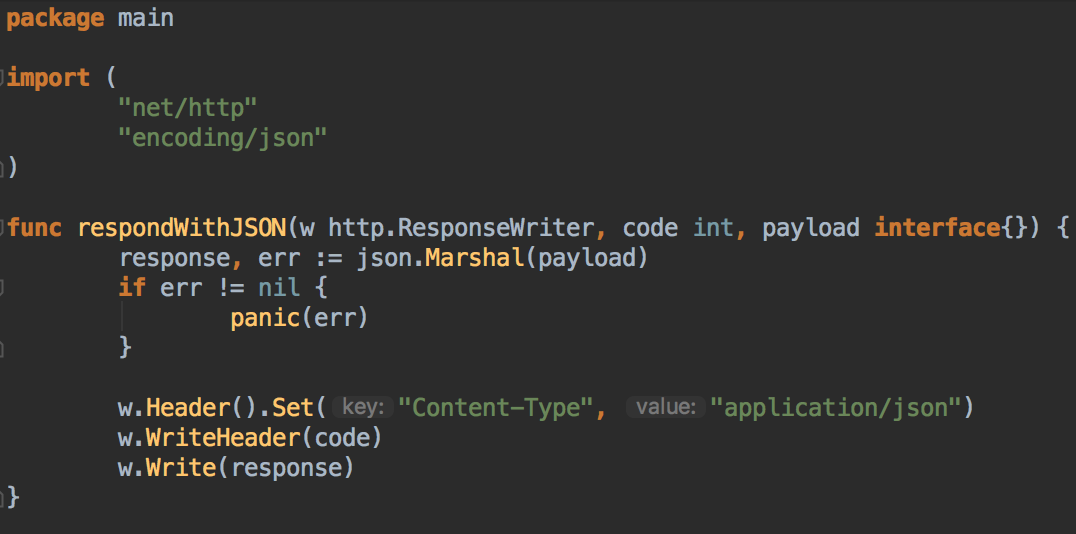 package main
import (
"net/http"
"encoding/json"
)
func respondWithJSON(w http.ResponseWriter, code int, payload interface{}) {
response, err := json.Marshal(payload)
if err != nil {
panic(err)
}
w.Header().Set( key: "Content-Type", value: "application/json")
w.WriteHeader(code)
w.Write(response)
}